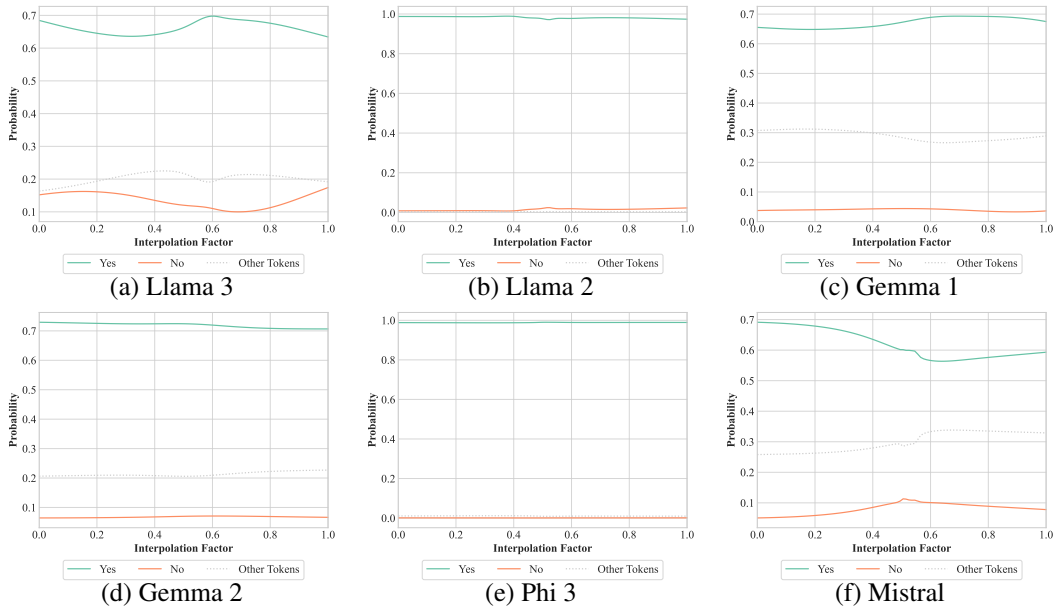 0.7
0.6
0.5
0.4
0.3
0.2
0.1
Probability
0.0 0.2 0.4 0.6 0.8 1.0
Interpolation Factor
Yes No Other Tokens
(a) Llama 3
1.0
0.8
0.6
0.4
0.2
0.0
Probability
0.0 0.2 0.4 0.6 0.8 1.0
Interpolation Factor
Yes No Other Tokens
(b) Llama 2
0.7
0.6
0.5
0.4
0.3
0.2
0.1
0.0
Probability
0.0 0.2 0.4 0.6 0.8 1.0
Interpolation Factor
Yes No Other Tokens
(c) Gemma 1
0.7
0.6
0.5
0.4
0.3
0.2
0.1
Probability
0.0 0.2 0.4 0.6 0.8 1.0
Interpolation Factor
Yes No Other Tokens
(d) Gemma 2
1.0
0.8
0.6
0.4
0.2
0.0
Probability
0.0 0.2 0.4 0.6 0.8 1.0
Interpolation Factor
Yes No Other Tokens
(e) Phi 3
0.7
0.6
0.5
0.4
0.3
0.2
0.1
Probability
0.0 0.2 0.4 0.6 0.8 1.0
Interpolation Factor
Yes No Other Tokens
(f) Mistral